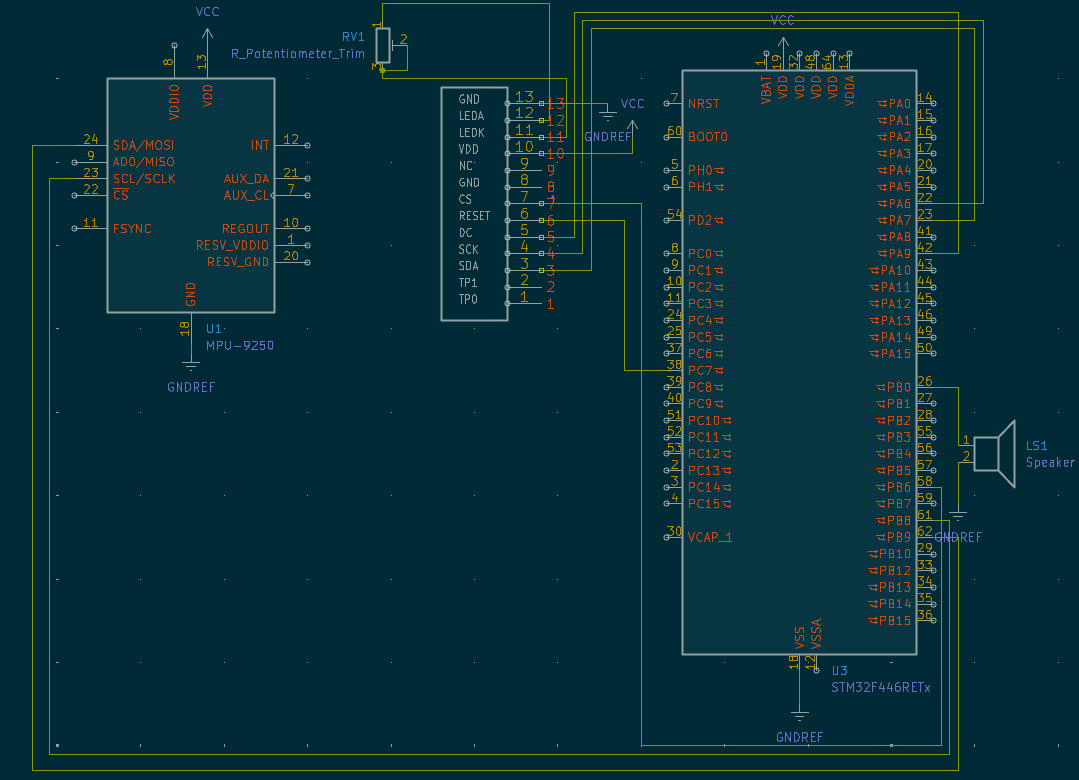 VCC
8
13
VDDIO
VDD
24 SDA/MOSI
9 AD0/MISO
23 SCL/SCLK
22 CS
11 FSYNC
INT 12
AUX_DA 21
AUX_CL 7
REGOUT 10
RESV_VDDIO 1
RESV_GND 20
GND
18
U1
MPU-9250
GNDREF
RV1
R_Potentiometer_Trim
1
2
3
GND 13 13
LEDA 12 12
LEDK 11 11
VDD 10 10
NC 9 9
GND 8 8
CS 7 7
RESET 6 6
DC 5 5
SCK 4 4
SDA 3 3
TP1 2 2
TP0 1 1
VCC
GNDREF
VCC
1 19 32 48 64 13
VBAT VDD VDD VDD VDD VDDA
7 NRST
60 BOOT0
5 PH0
6 PH1
54 PD2
8 PC0
9 PC1
10 PC2
11 PC3
24 PC4
25 PC5
37 PC6
38 PC7
39 PC8
40 PC9
51 PC10
52 PC11
53 PC12
2 PC13
3 PC14
4 PC15
30 VCAP_1
PA0 14
PA1 15
PA2 16
PA3 17
PA4 20
PA5 21
PA6 22
PA7 23
PA8 41
PA9 42
PA10 43
PA11 44
PA12 45
PA13 46
PA14 49
PA15 50
PB0 26
PB1 27
PB2 28
PB3 55
PB4 56
PB5 57
PB6 58
PB7 59
PB8 61
PB9 62
PB10 29
PB12 33
PB13 34
PB14 35
PB15 36
VSS VSSA
18 12
U3
STM32F446RETx
GNDREF
1
2
LS1
Speaker
GNDREF